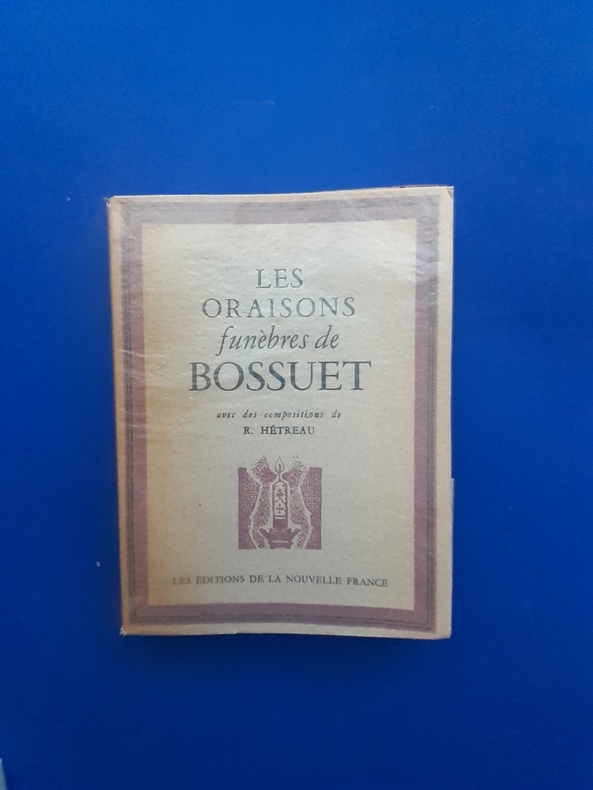 LES
ORAISONS
funèbres de
BOSSUET
avec des compositions de
R. HÉTREAU
LES ÉDITIONS DE LA NOUVELLE FRANCE